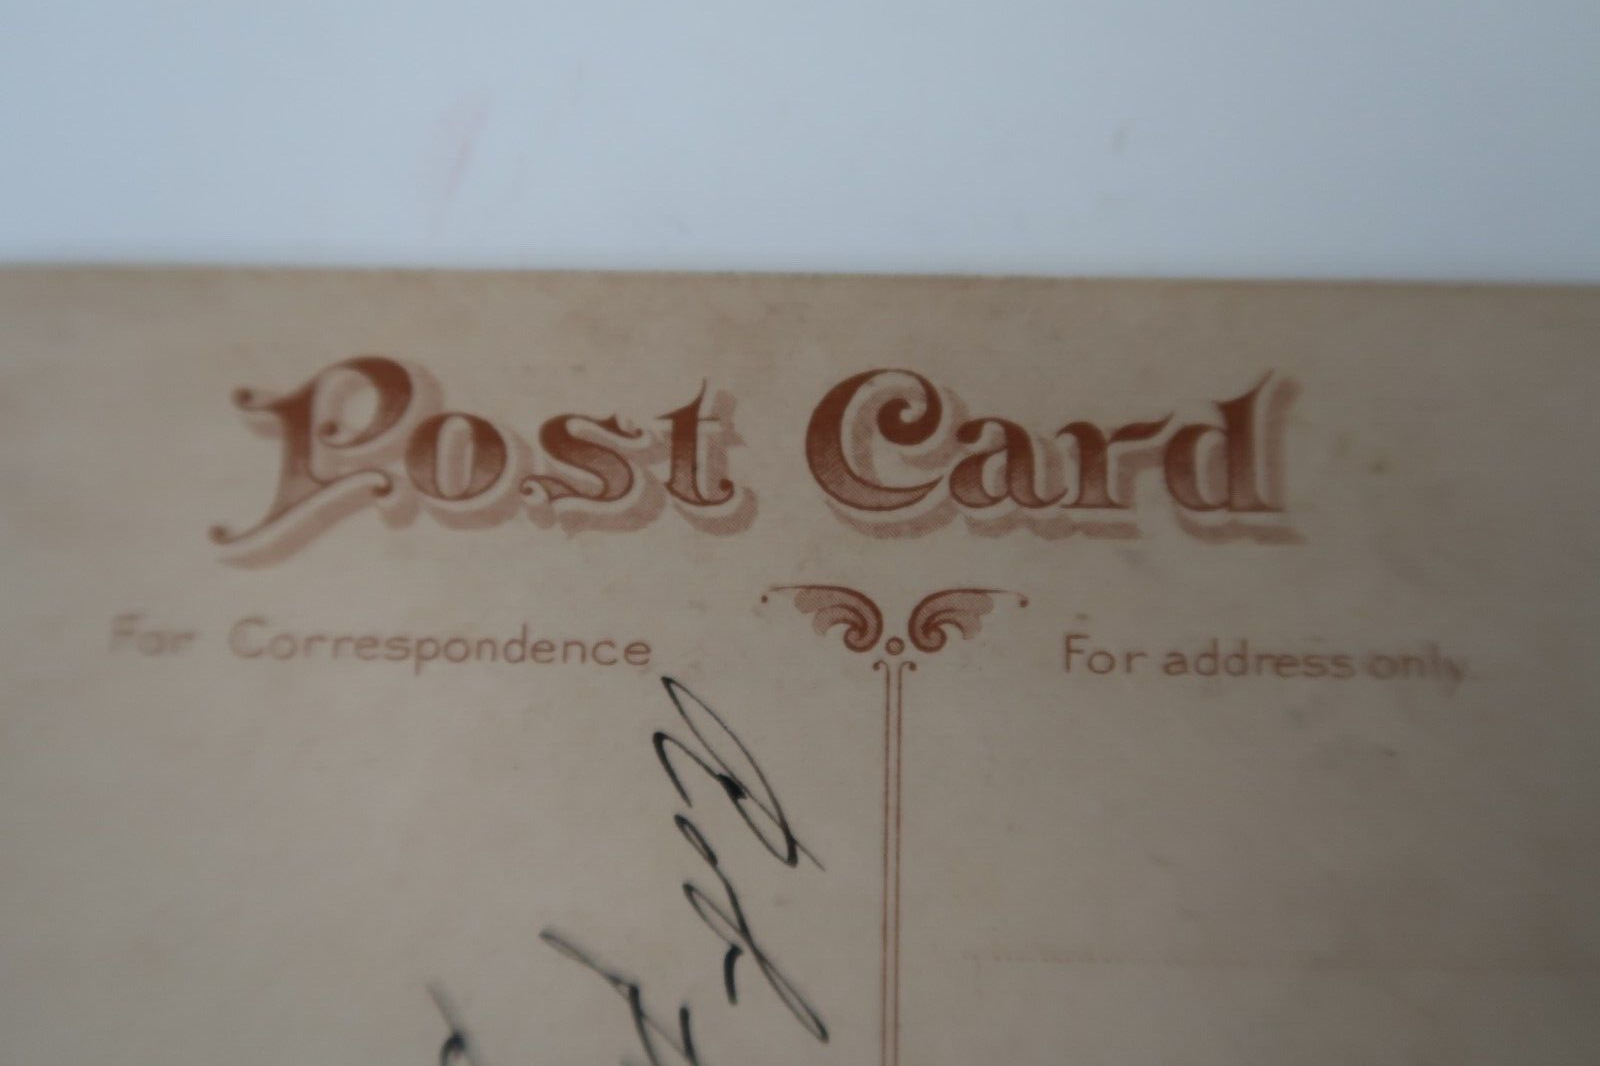 Post Card
For Correspondence
For address only